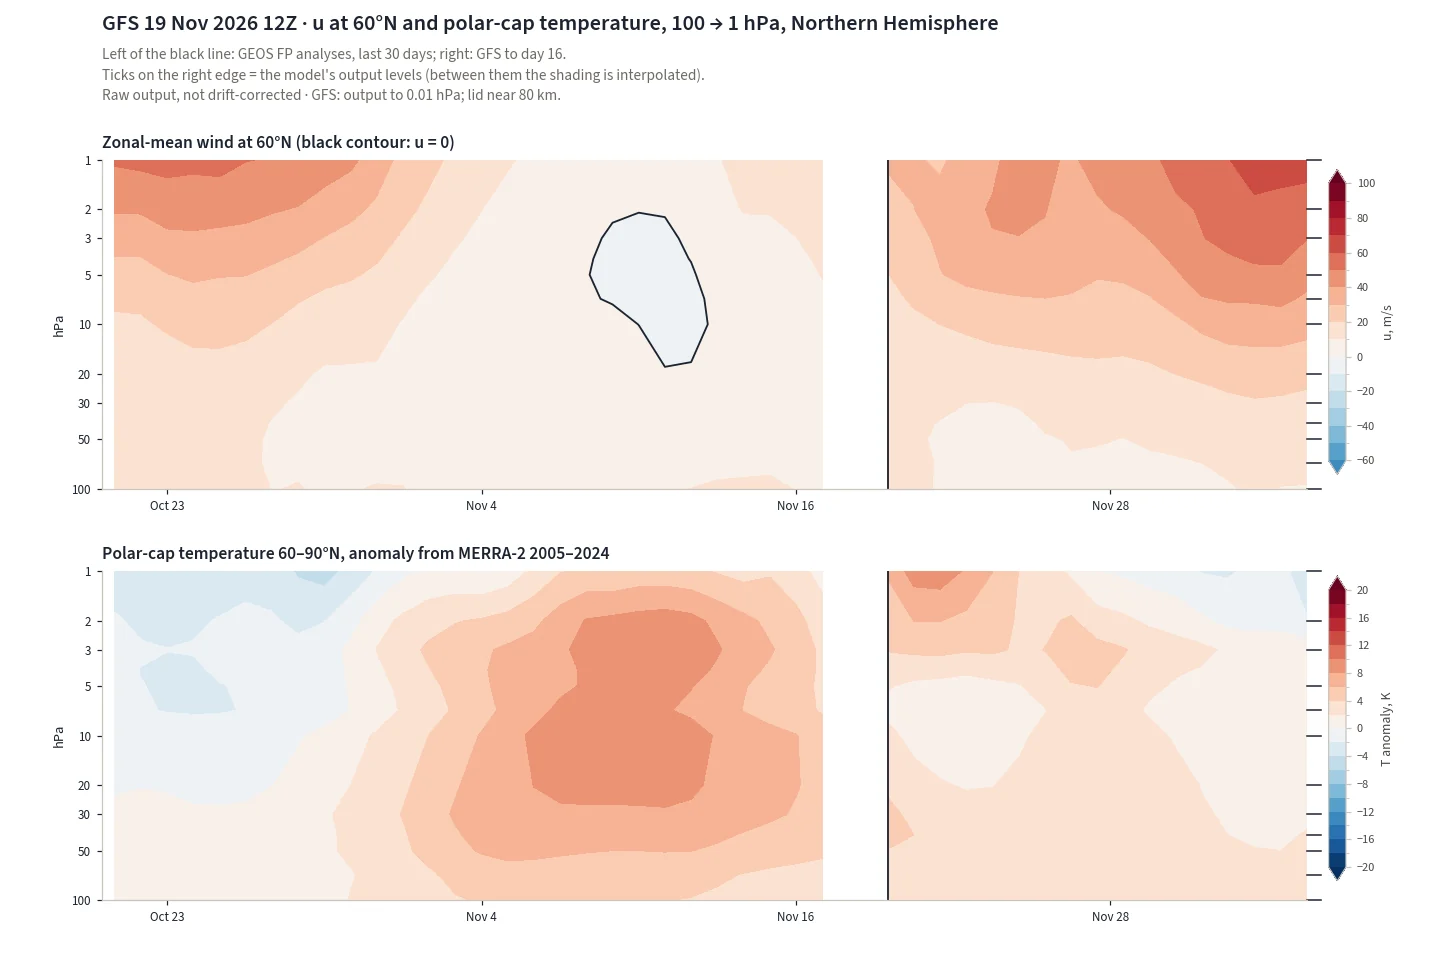 GFS 19 Nov 2026 12Z · u at 60°N and polar-cap temperature, 100 → 1 hPa, Northern Hemisphere
Left of the black line: GEOS FP analyses, last 30 days; right: GFS to day 16.
Ticks on the right edge = the model's output levels (between them the shading is interpolated).
Raw output, not drift-corrected · GFS: output to 0.01 hPa; lid near 80 km.
Zonal-mean wind at 60°N (black contour: u = 0)
1
2
3
5
10
20
30
50
100
hPa
Oct 23
Nov 4
Nov 16
Nov 28
100
80
60
40
20
0
−20
−40
−60
u, m/s
Polar-cap temperature 60–90°N, anomaly from MERRA-2 2005–2024
1
2
3
5
10
20
30
50
100
hPa
Oct 23
Nov 4
Nov 16
Nov 28
20
16
12
8
4
0
−4
−8
−12
−16
−20
T anomaly, K